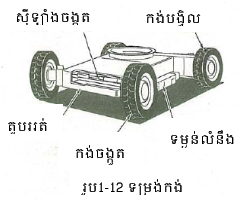 ស៊ីឡាំងចង្កូត
កង់បង្វិល
តួបររត់
ទម្ងន់លំនឹង
កង់ចង្កូត
រូប1-12 ទម្រង់កង់